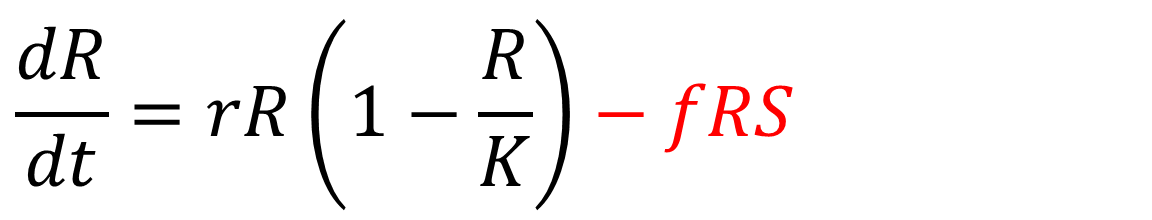 dR/dt = rR(1 − R/K) − fRS